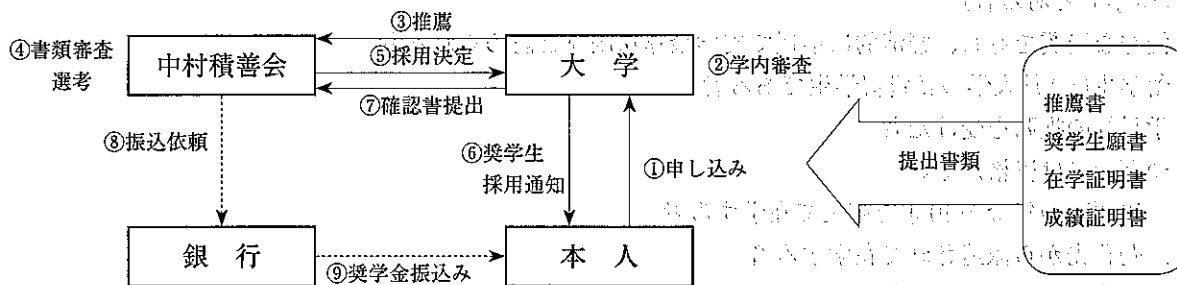 ③推薦
④書類審査
選考
中村積善会
⑤採用決定
大 学
②学内審査
⑦確認書提出
⑧振込依頼
⑥奨学生
採用通知
①申し込み
提出書類
推薦書
奨学生願書
在学証明書
成績証明書
銀 行
⑨奨学金振込み
本 人